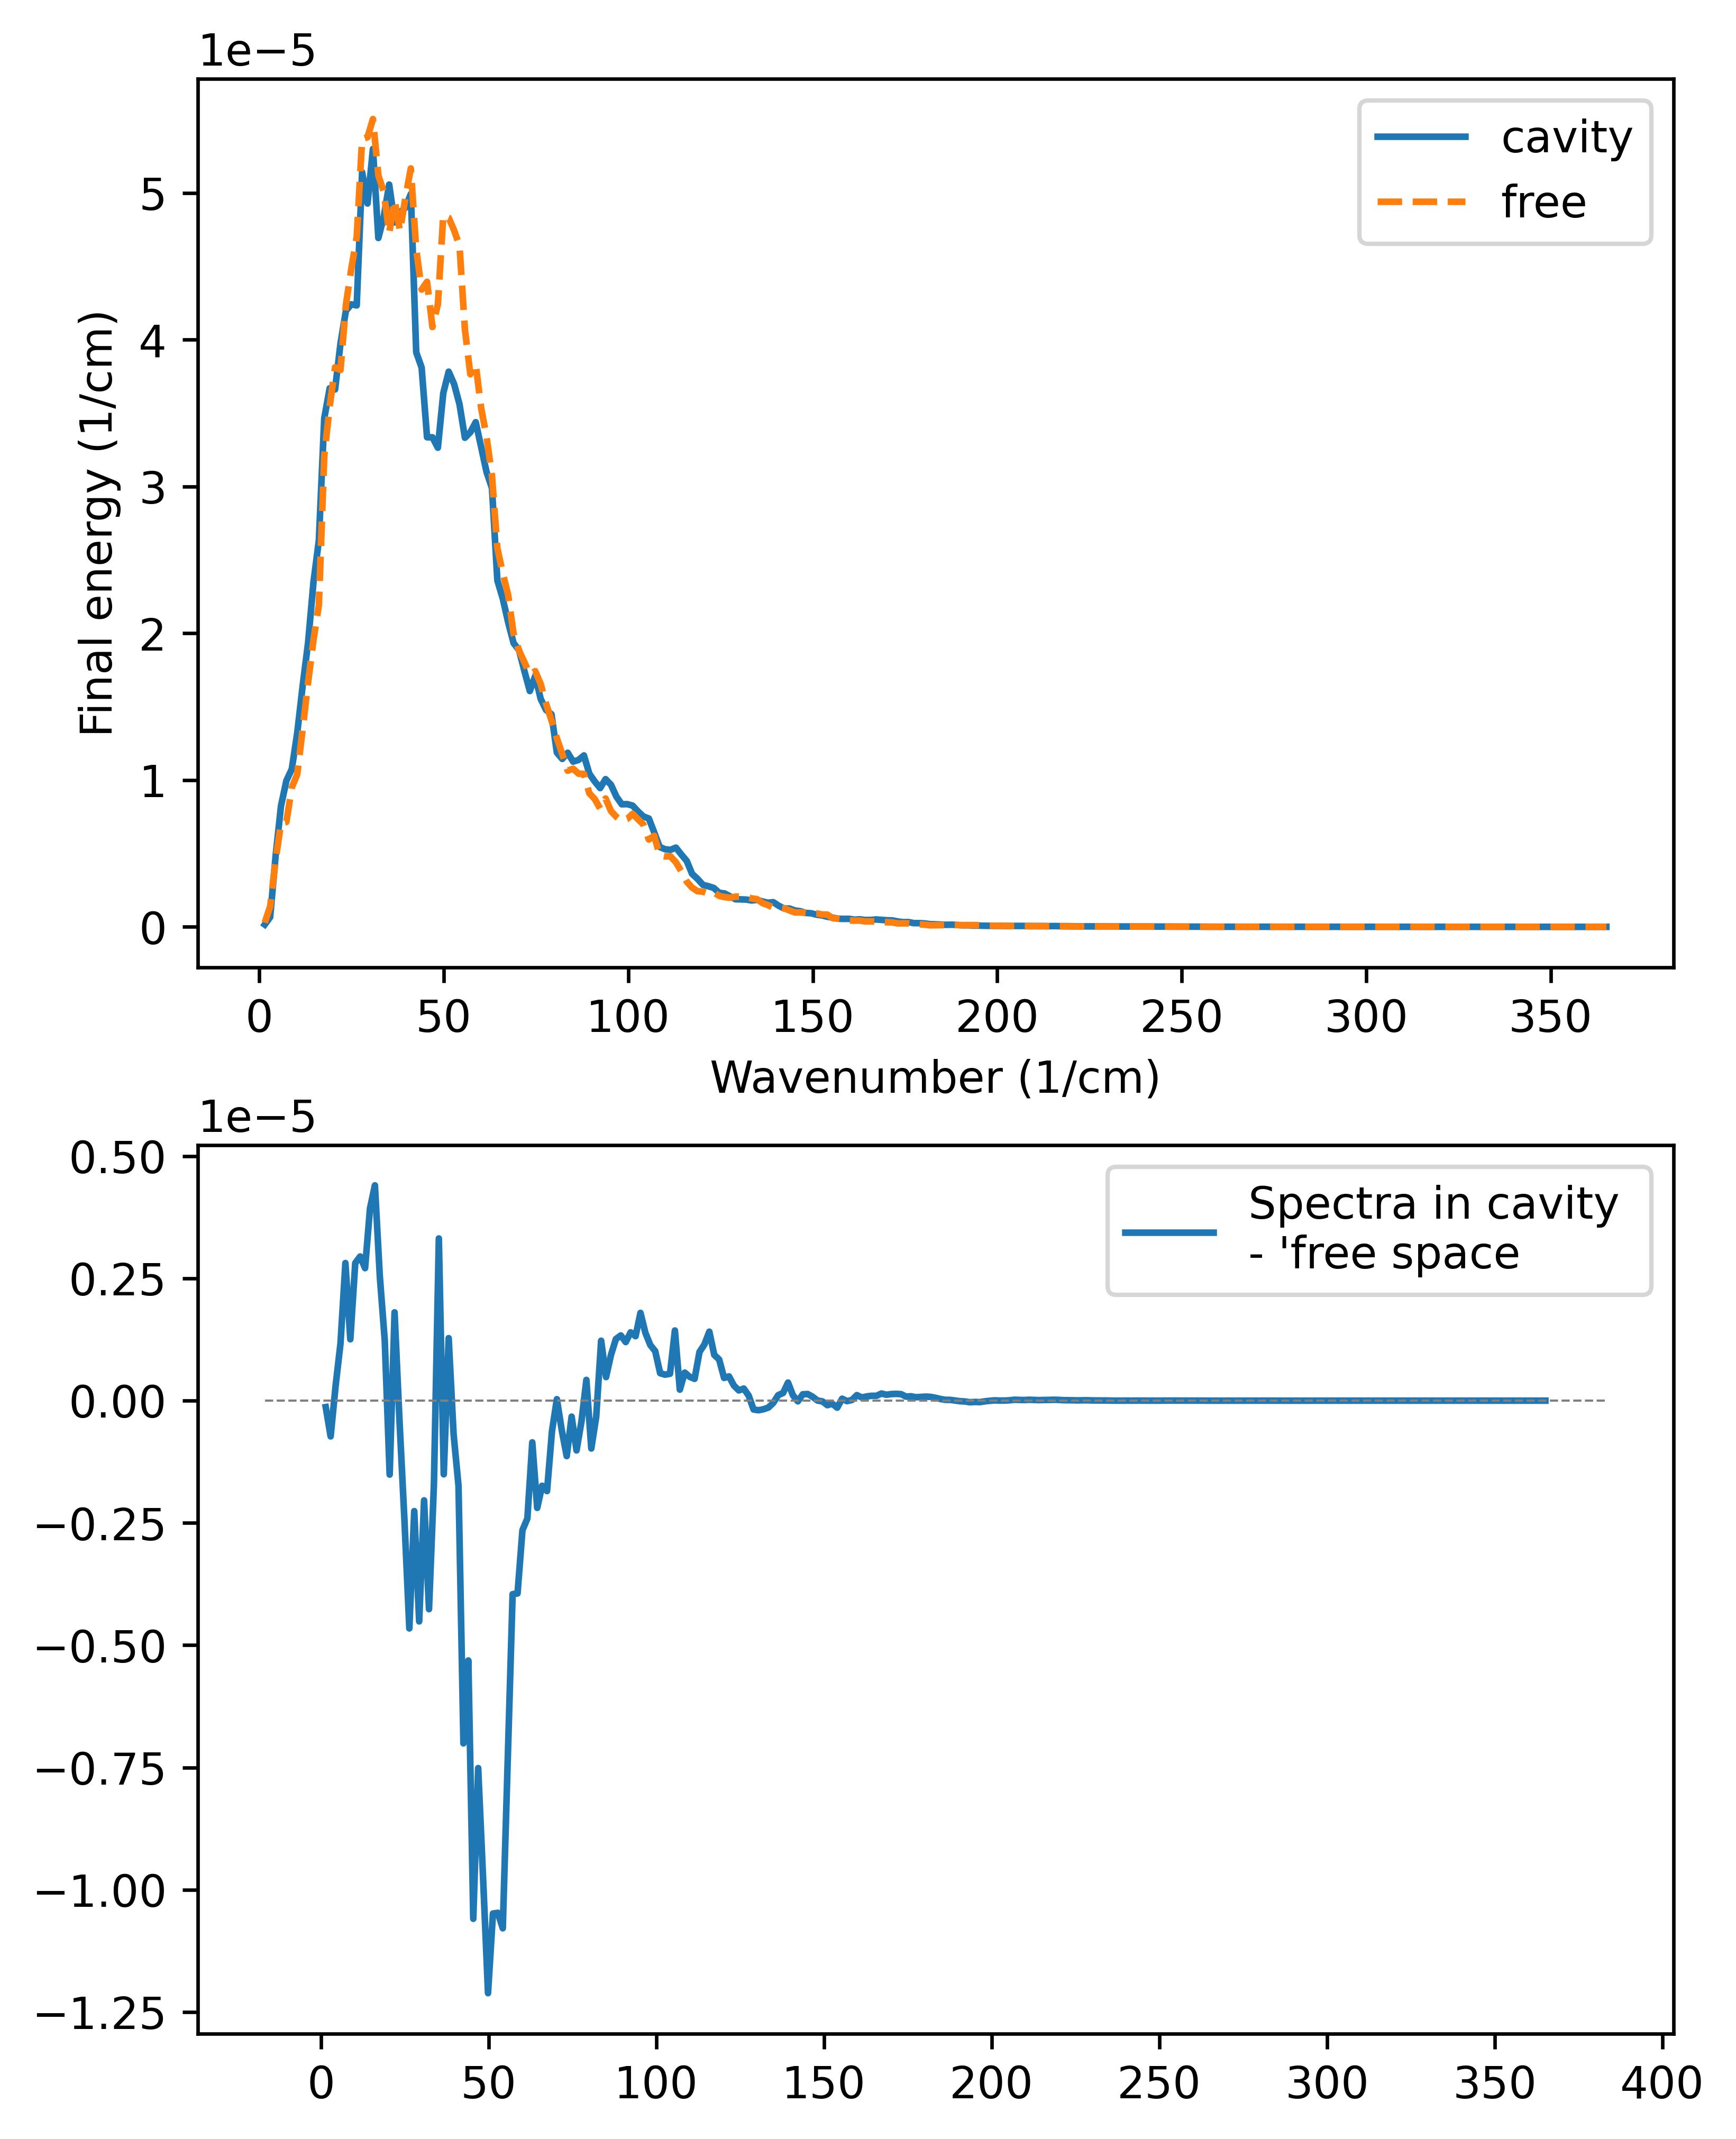 1e−5
5
4
3
2
1
0
Final energy (1/cm)
cavity
free
0 50 100 150 200 250 300 350
Wavenumber (1/cm)
1e−5
0.50
0.25
0.00
−0.25
−0.50
−0.75
−1.00
−1.25
Spectra in cavity
- 'free space
0 50 100 150 200 250 300 350 400